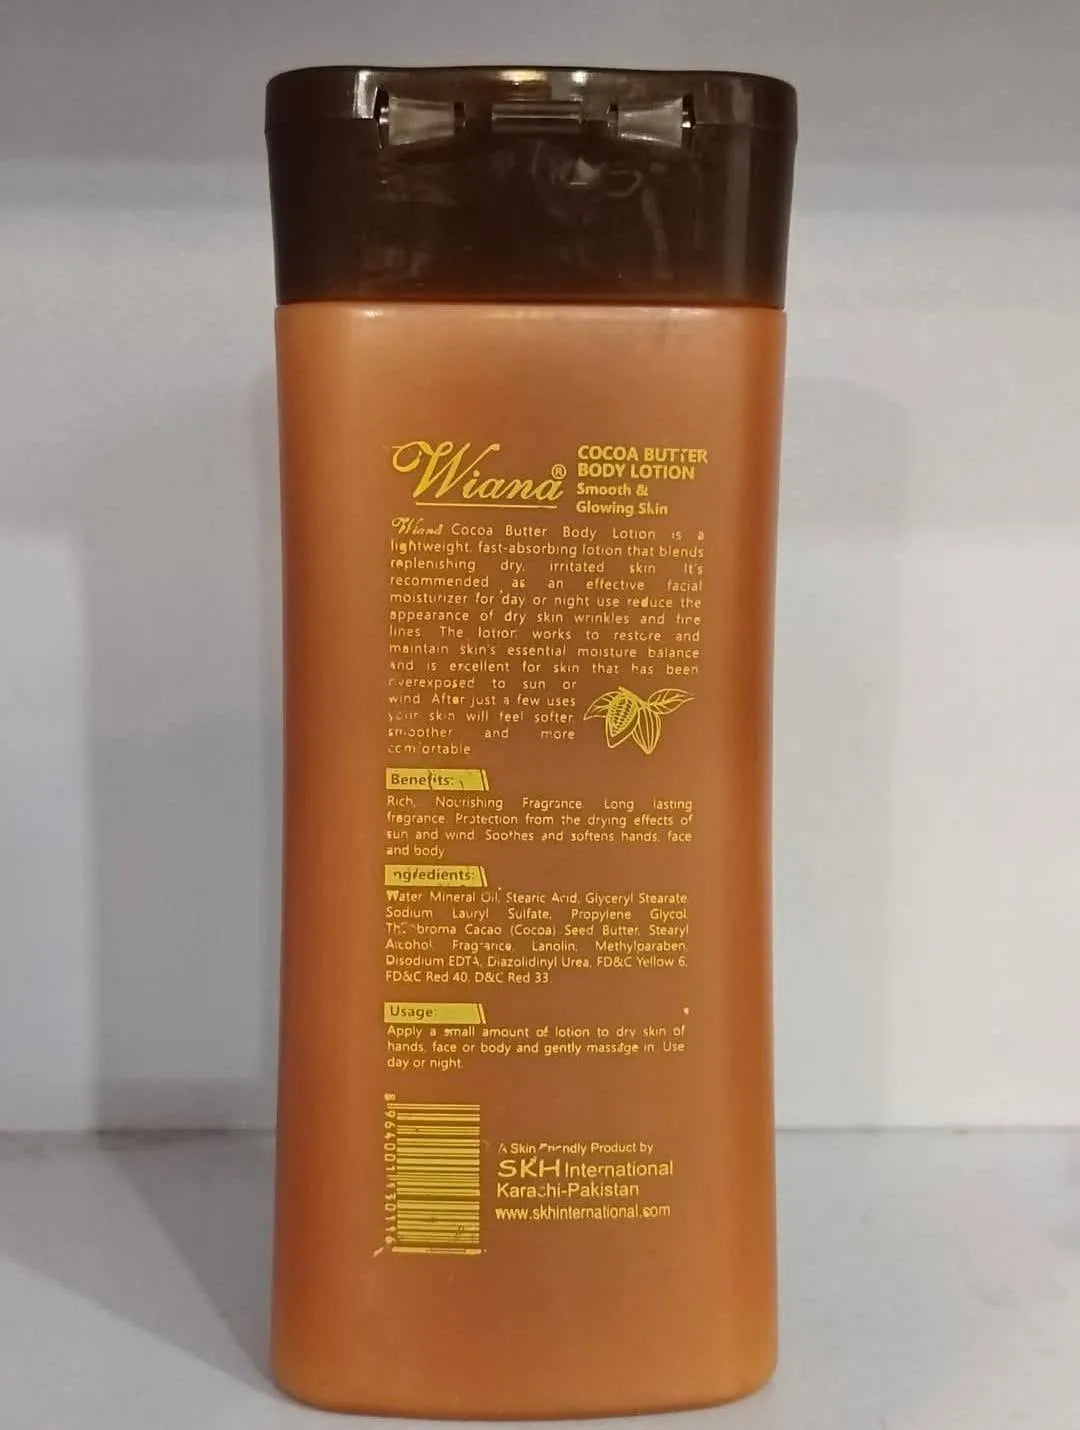 Wiana®
COCOA BUTTER
BODY LOTION
Smooth &
Glowing Skin
Wiana Cocoa Butter Body Lotion is a
lightweight, fast-absorbing lotion that blends
replenishing dry, irritated skin It's
recommended as an effective facial
moisturizer for day or night use reduce the
appearance of dry skin wrinkles and fine
lines. The lotion works to restore and
maintain skin's essential moisture balance
and is excellent for skin that has been
overexposed to sun or
wind. After just a few uses
your skin will feel softer,
smoother and more
comfortable
Benefits:
Rich, Nourishing Fragrance. Long lasting
fragrance. Protection from the drying effects of
sun and wind. Soothes and softens hands, face
and body
Ingredients:
Water Mineral Oil, Stearic Acid, Glyceryl Stearate,
Sodium Lauryl Sulfate, Propylene Glycol,
Theobroma Cacao (Cocoa) Seed Butter, Stearyl
Alcohol, Fragrance, Lanolin, Methylparaben,
Disodium EDTA, Diazolidinyl Urea, FD&C Yellow 6,
FD&C Red 40, D&C Red 33
Usage:
Apply a small amount of lotion to dry skin of
hands, face or body and gently massage in. Use
day or night.
8964001130116
A Skin Friendly Product by
SKH International
Karachi-Pakistan
www.skhinternational.com